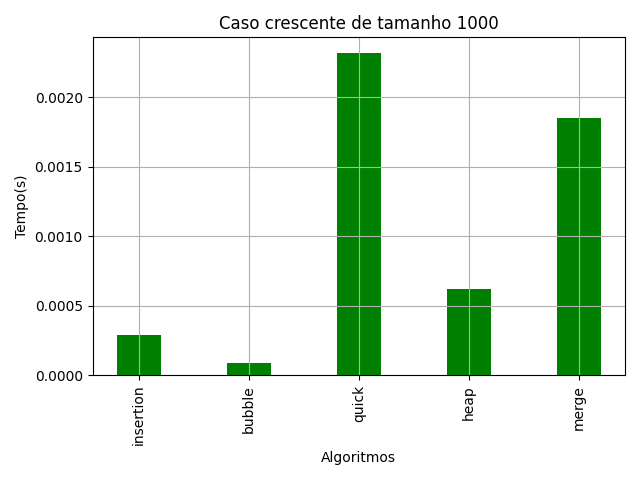 Caso crescente de tamanho 1000
Tempo(s)
0.0020
0.0015
0.0010
0.0005
0.0000
insertion
bubble
quick
heap
merge
Algoritmos